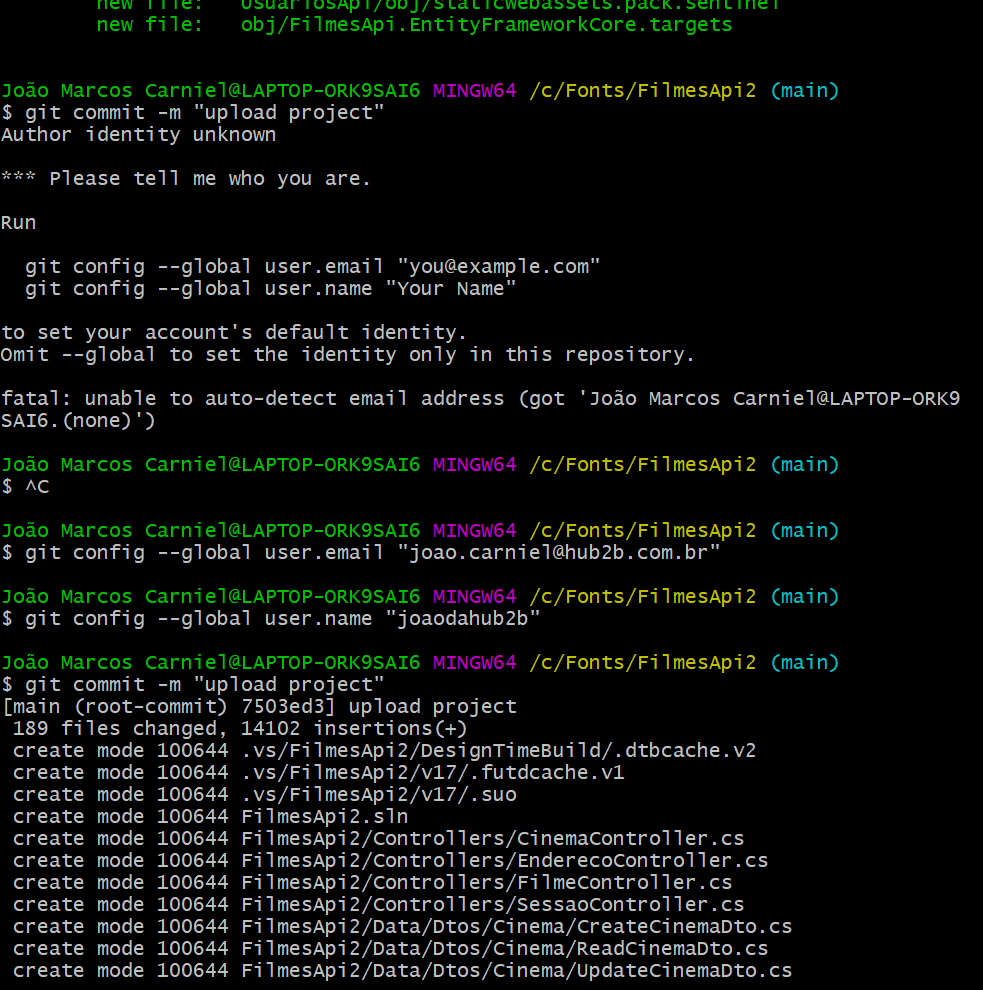 new file:   UsuariosApi/obj/staticwebassets.pack.sentinel
new file:   obj/FilmesApi.EntityFrameworkCore.targets
João Marcos Carniel@LAPTOP-ORK9SAI6 MINGW64 /c/Fonts/FilmesApi2 (main)
$ git commit -m "upload project"
Author identity unknown
*** Please tell me who you are.
Run
git config --global user.email "you@example.com"
git config --global user.name "Your Name"
to set your account's default identity.
Omit --global to set the identity only in this repository.
fatal: unable to auto-detect email address (got 'João Marcos Carniel@LAPTOP-ORK9
SAI6.(none)')
João Marcos Carniel@LAPTOP-ORK9SAI6 MINGW64 /c/Fonts/FilmesApi2 (main)
$ ^C
João Marcos Carniel@LAPTOP-ORK9SAI6 MINGW64 /c/Fonts/FilmesApi2 (main)
$ git config --global user.email "joao.carniel@hub2b.com.br"
João Marcos Carniel@LAPTOP-ORK9SAI6 MINGW64 /c/Fonts/FilmesApi2 (main)
$ git config --global user.name "joaodahub2b"
João Marcos Carniel@LAPTOP-ORK9SAI6 MINGW64 /c/Fonts/FilmesApi2 (main)
$ git commit -m "upload project"
[main (root-commit) 7503ed3] upload project
189 files changed, 14102 insertions(+)
create mode 100644 .vs/FilmesApi2/DesignTimeBuild/.dtbcache.v2
create mode 100644 .vs/FilmesApi2/v17/.futdcache.v1
create mode 100644 .vs/FilmesApi2/v17/.suo
create mode 100644 FilmesApi2.sln
create mode 100644 FilmesApi2/Controllers/CinemaController.cs
create mode 100644 FilmesApi2/Controllers/EnderecoController.cs
create mode 100644 FilmesApi2/Controllers/FilmeController.cs
create mode 100644 FilmesApi2/Controllers/SessaoController.cs
create mode 100644 FilmesApi2/Data/Dtos/Cinema/CreateCinemaDto.cs
create mode 100644 FilmesApi2/Data/Dtos/Cinema/ReadCinemaDto.cs
create mode 100644 FilmesApi2/Data/Dtos/Cinema/UpdateCinemaDto.cs